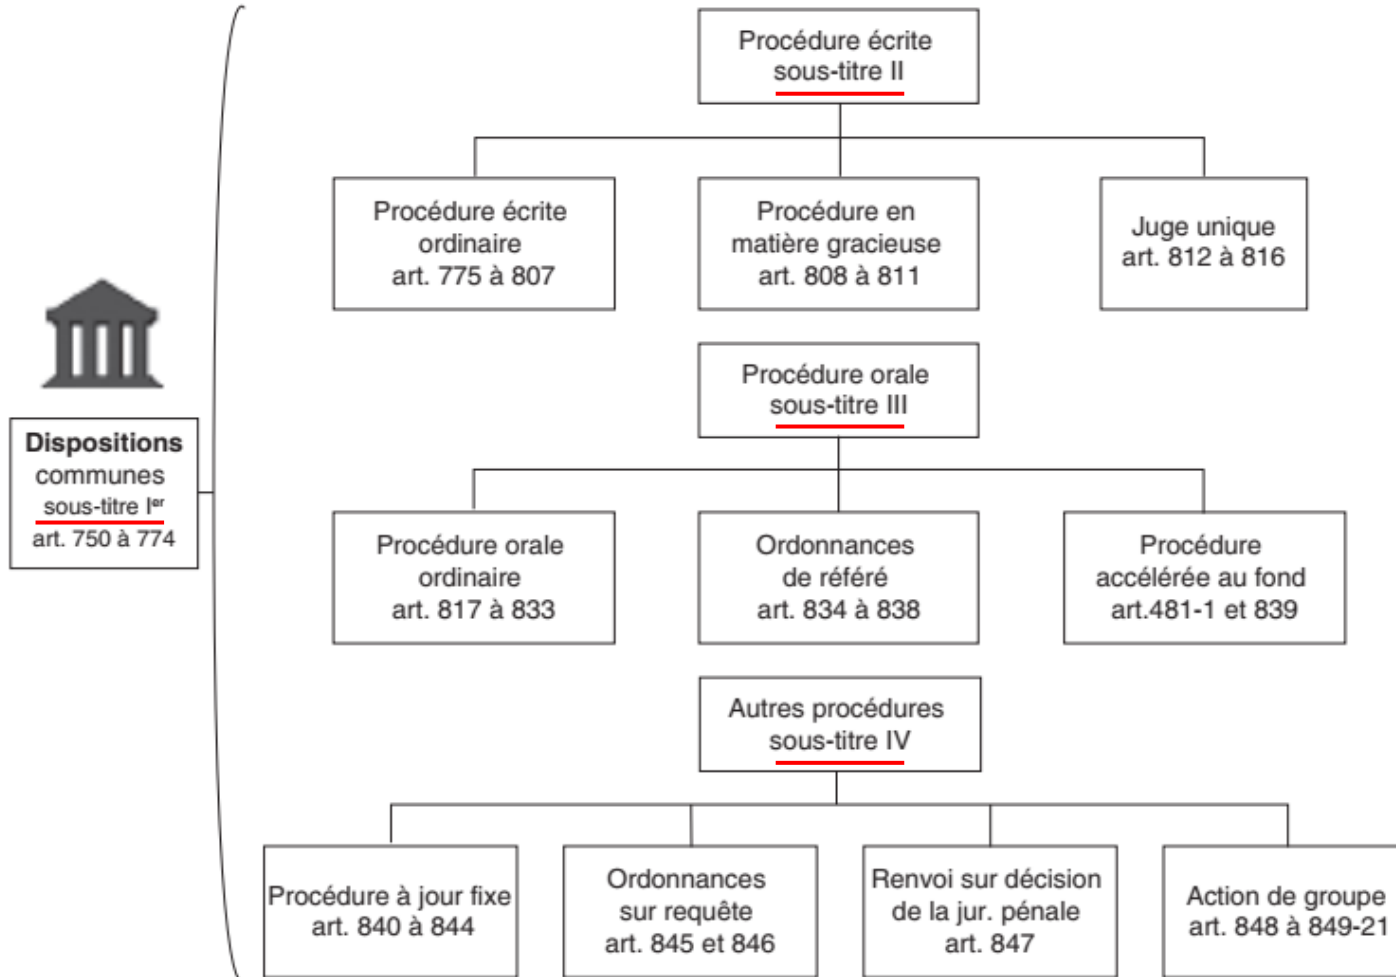 Procédure écrite
sous-titre II
Procédure écrite
ordinaire
art. 775 à 807
Procédure en
matière gracieuse
art. 808 à 811
Juge unique
art. 812 à 816
Dispositions
communes
sous-titre Iᵉʳ
art. 750 à 774
Procédure orale
sous-titre III
Procédure orale
ordinaire
art. 817 à 833
Ordonnances
de référé
art. 834 à 838
Procédure
accélérée au fond
art.481-1 et 839
Autres procédures
sous-titre IV
Procédure à jour fixe
art. 840 à 844
Ordonnances
sur requête
art. 845 et 846
Renvoi sur décision
de la jur. pénale
art. 847
Action de groupe
art. 848 à 849-21